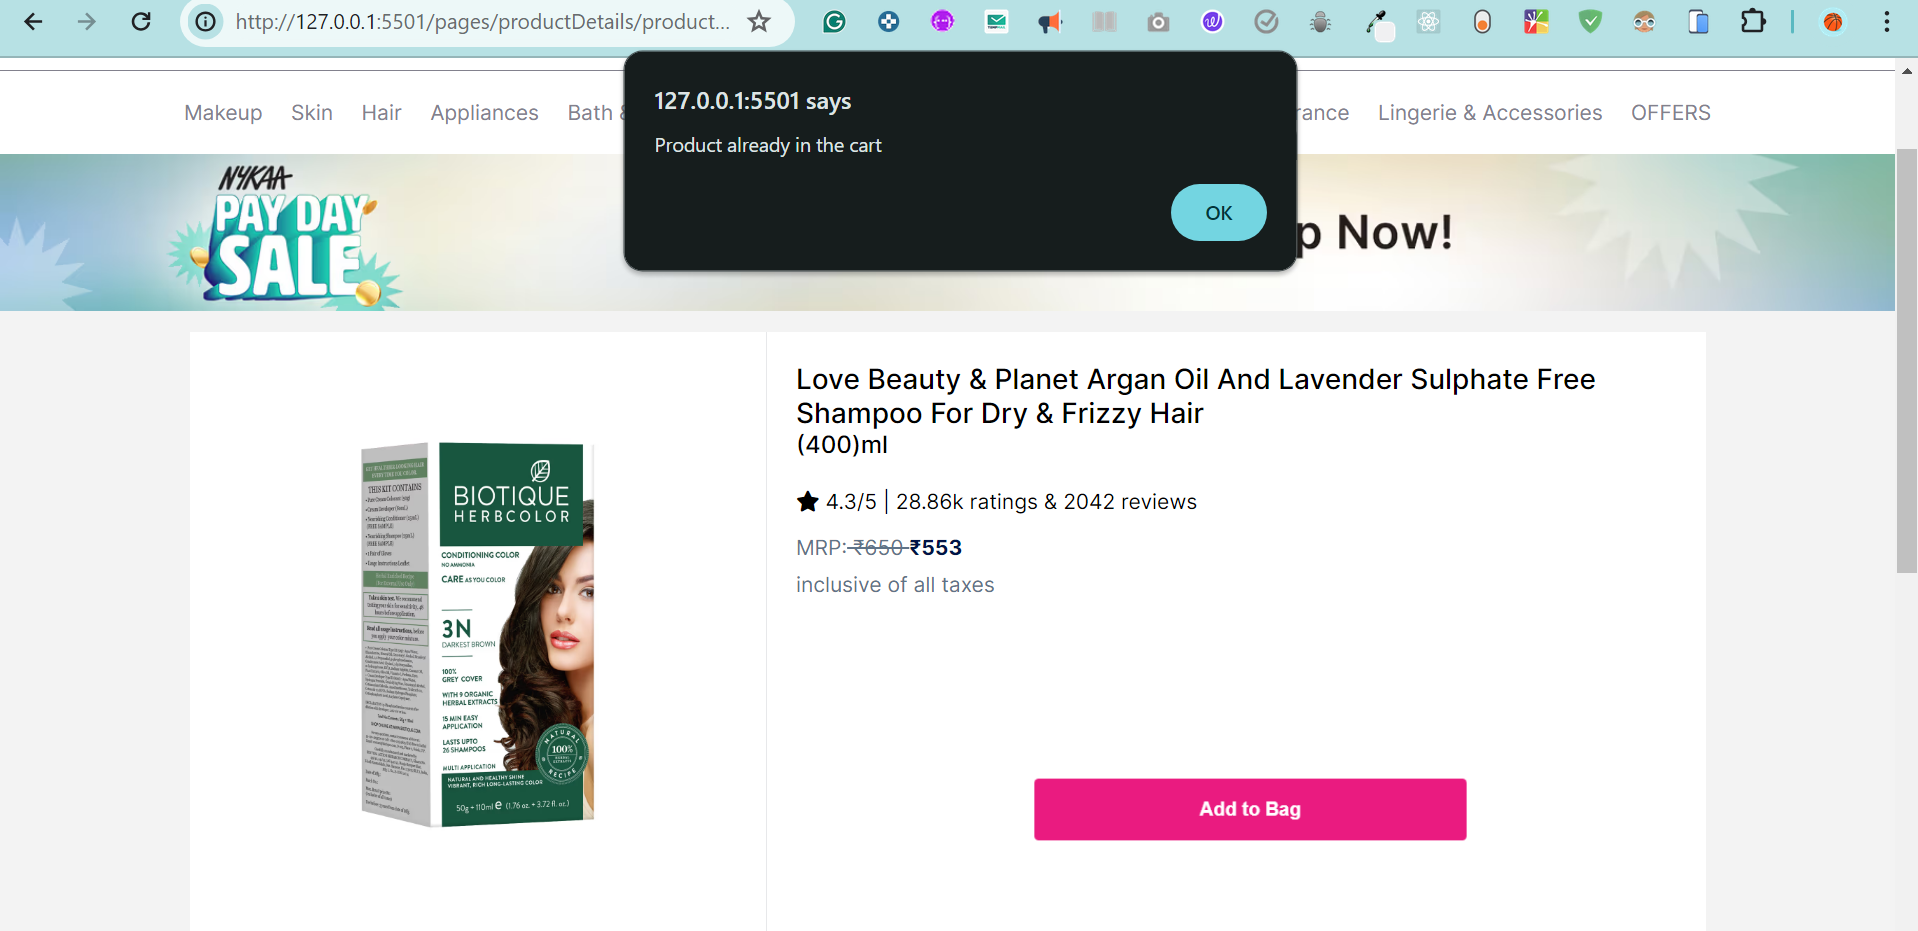 http://127.0.0.1:5501/pages/productDetails/product...
127.0.0.1:5501 says
Product already in the cart
OK
Makeup Skin Hair Appliances Bath & rance Lingerie & Accessories OFFERS
NYKAA
PAY DAY
SALE
p Now!
Love Beauty & Planet Argan Oil And Lavender Sulphate Free
Shampoo For Dry & Frizzy Hair
(400)ml
4.3/5 | 28.86k ratings & 2042 reviews
MRP: ₹650 ₹553
inclusive of all taxes
Add to Bag
THIS KIT CONTAINS
BIOTIQUE
HERBCOLOR
CONDITIONING COLOR
NO AMMONIA
CARE AS YOU COLOR
3N
DARKEST BROWN
100%
GREY COVER
WITH 9 ORGANIC
HERBAL EXTRACTS
15 MIN EASY
APPLICATION
LASTS UPTO
26 SHAMPOOS
MULTI APPLICATION
NATURAL
100%
RECIPE
NATURAL AND HEALTHY SHINE
VIBRANT, RICH LONG-LASTING COLOR
50g + 110ml e (1.76 oz. + 3.72 fl. oz.)